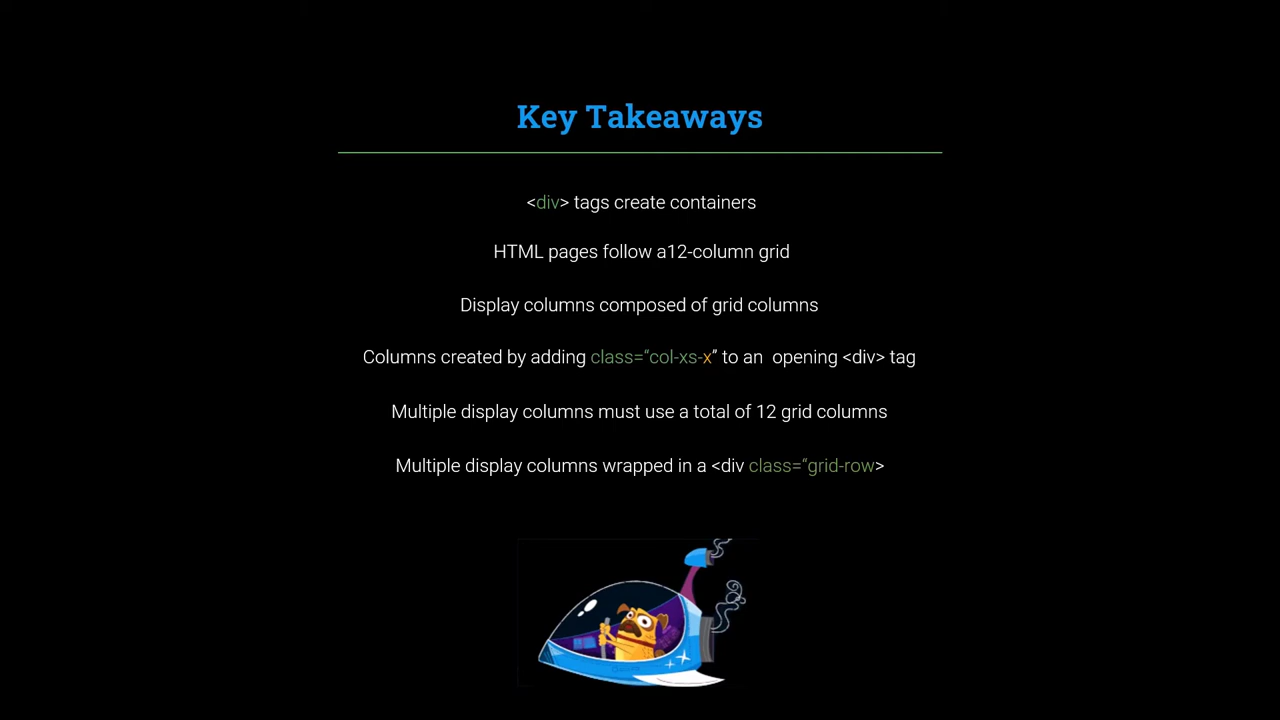 Key Takeaways
<div> tags create containers
HTML pages follow a12-column grid
Display columns composed of grid columns
Columns created by adding class=“col-xs-x” to an  opening <div> tag
Multiple display columns must use a total of 12 grid columns
Multiple display columns wrapped in a <div class=“grid-row>